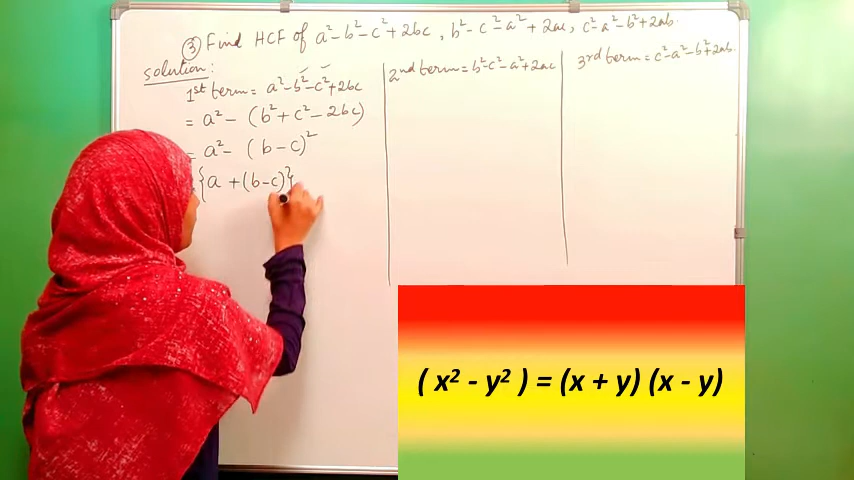 ③ Find HCF of a²-b²-c²+2bc, b²-c²-a²+2ac, c²-a²-b²+2ab.
solution:
1st term = a²-b²-c²+2bc
= a² - (b²+c²-2bc)
= a² - (b-c)²
{a+(b-c)}
2nd term = b²-c²-a²+2ac
3rd term = c²-a²-b²+2ab.
( x² - y² ) = (x + y) (x - y)